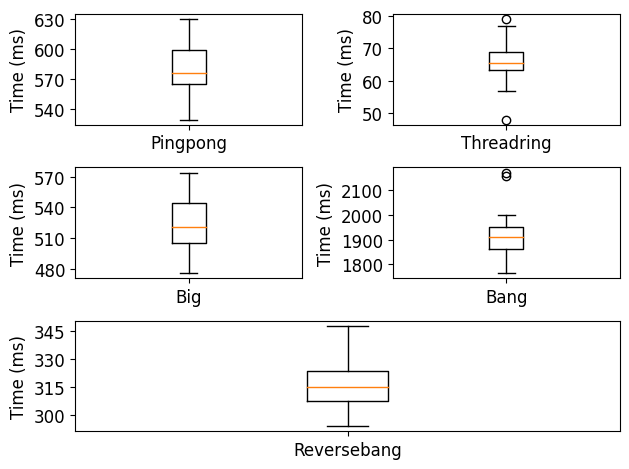 Time (ms)
630
600
570
540
Pingpong
Time (ms)
80
70
60
50
Threadring
Time (ms)
570
540
510
480
Big
Time (ms)
2100
2000
1900
1800
Bang
Time (ms)
345
330
315
300
Reversebang